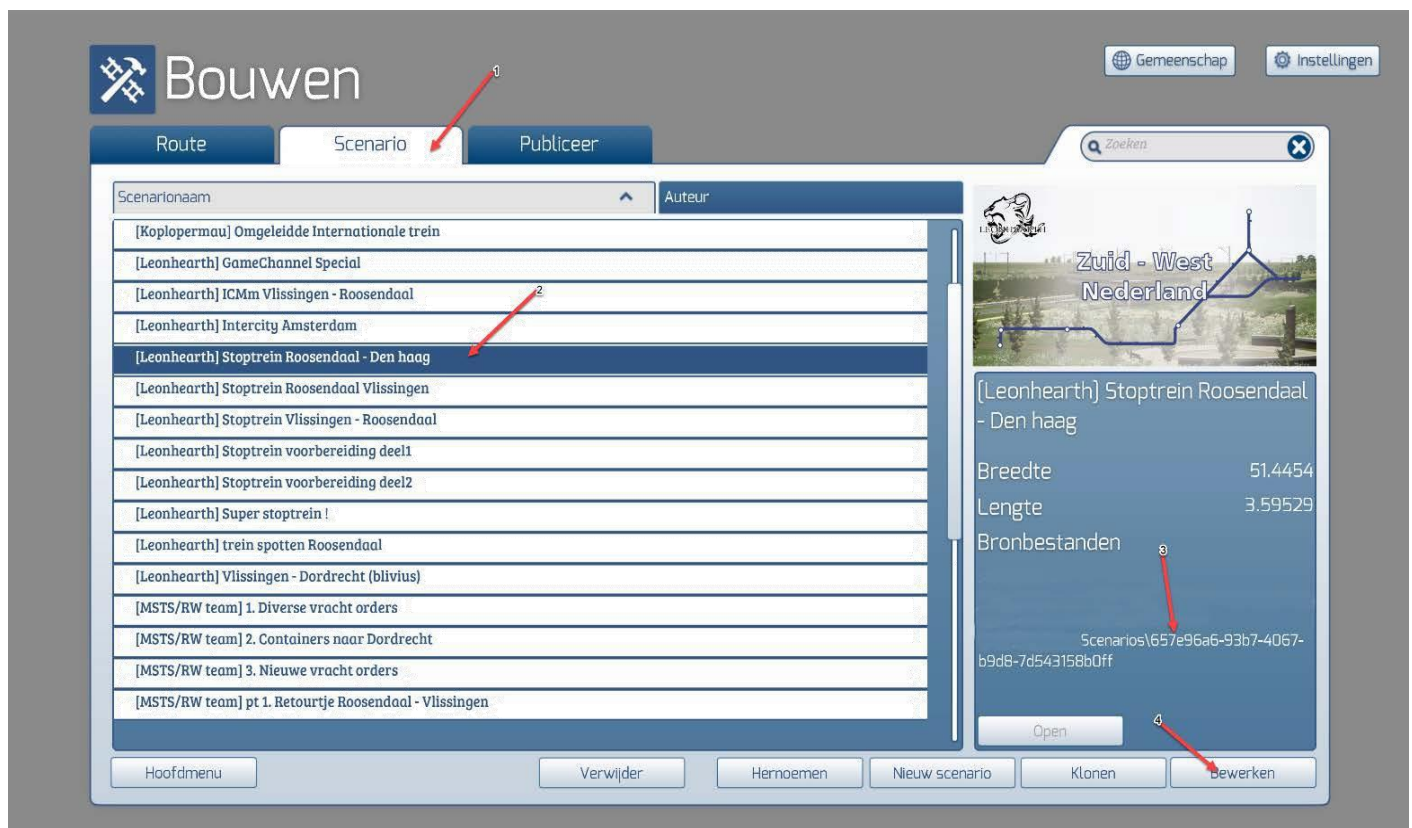 Bouwen
Gemeenschap
Instellingen
1
Route
Scenario
Publiceer
Zoeken
Scenarionaam
Auteur
[Koplopermau] Omgeleidde Internationale trein
[Leonhearth] GameChannel Special
[Leonhearth] ICMm Vlissingen - Roosendaal
2
[Leonhearth] Intercity Amsterdam
[Leonhearth] Stoptrein Roosendaal - Den haag
[Leonhearth] Stoptrein Roosendaal Vlissingen
[Leonhearth] Stoptrein Vlissingen - Roosendaal
[Leonhearth] Stoptrein voorbereiding deel1
[Leonhearth] Stoptrein voorbereiding deel2
[Leonhearth] Super stoptrein !
[Leonhearth] trein spotten Roosendaal
[Leonhearth] Vlissingen - Dordrecht (blivius)
[MSTS/RW team] 1. Diverse vracht orders
[MSTS/RW team] 2. Containers naar Dordrecht
[MSTS/RW team] 3. Nieuwe vracht orders
[MSTS/RW team] pt 1. Retourtje Roosendaal - Vlissingen
Zuid - West
Nederland
[Leonhearth] Stoptrein Roosendaal
- Den haag
Breedte 51.4454
Lengte 3.59529
Bronbestanden
3
Scenarios\657e96a6-93b7-4067-
b9d8-7d543158b0ff
Open
4
Hoofdmenu
Verwijder
Hernoemen
Nieuw scenario
Klonen
Bewerken